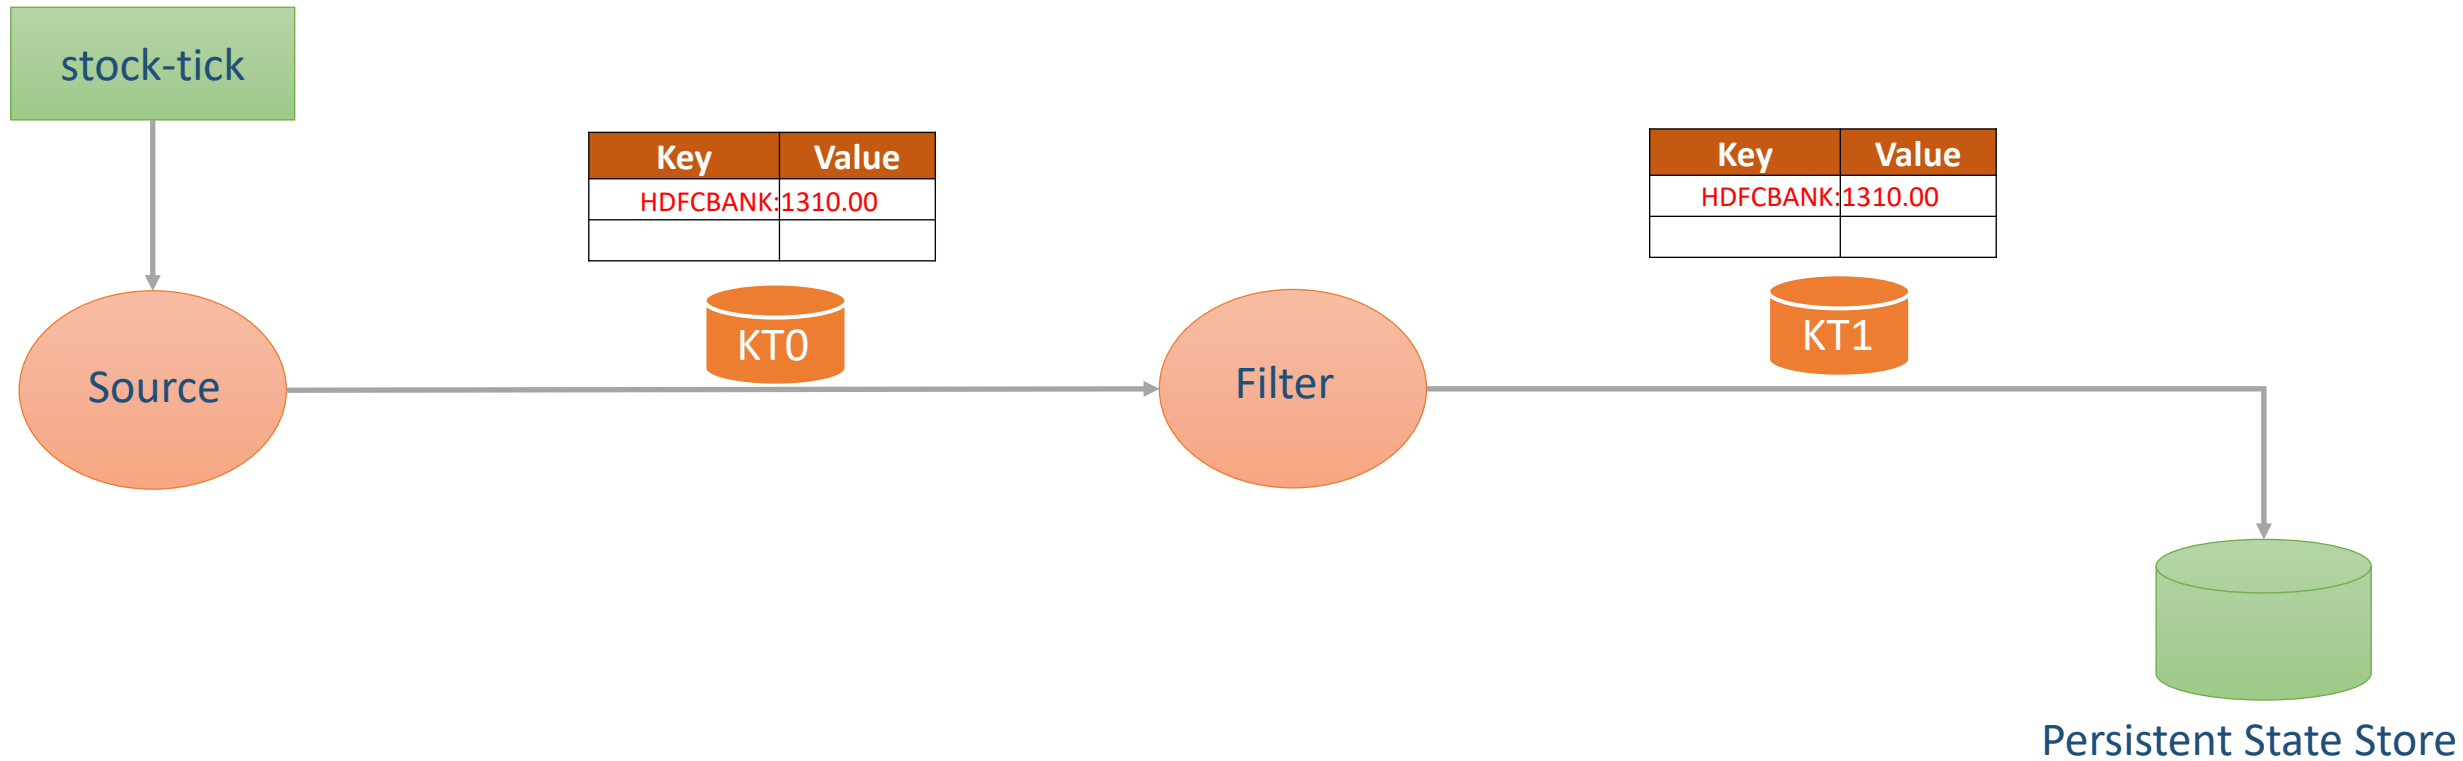 stock-tick
Key Value
HDFCBANK:1310.00
Key Value
HDFCBANK:1310.00
KT0
KT1
Source
Filter
Persistent State Store